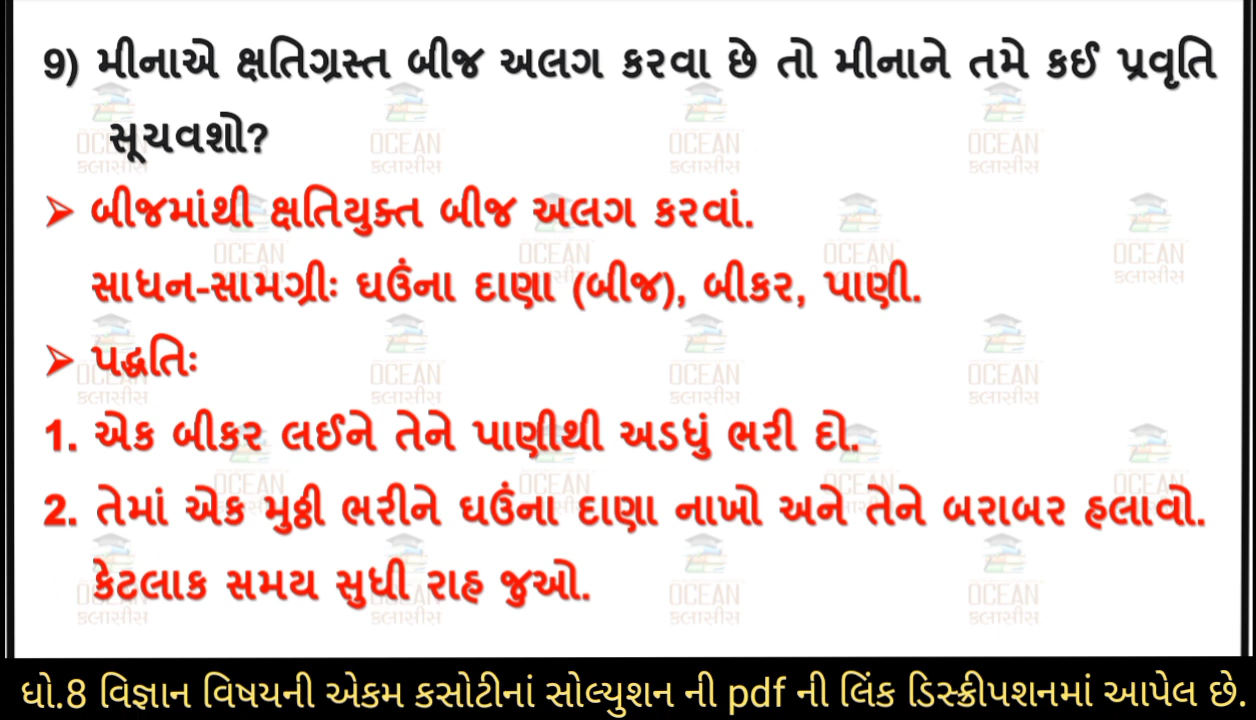 9) મીનાએ ક્ષતિગ્રસ્ત બીજ અલગ કરવા છે તો મીનાને તમે કઈ પ્રવૃતિ
સૂચવશો?
➢ બીજમાંથી ક્ષતિયુક્ત બીજ અલગ કરવાં.
સાધન-સામગ્રીઃ ઘઉંના દાણા (બીજ), બીકર, પાણી.
➢ પદ્ધતિઃ
1. એક બીકર લઈને તેને પાણીથી અડધું ભરી દો.
2. તેમાં એક મુઠ્ઠી ભરીને ઘઉંના દાણા નાખો અને તેને બરાબર હલાવો.
કેટલાક સમય સુધી રાહ જુઓ.
ધો.8 વિજ્ઞાન વિષયની એકમ કસોટીનાં સોલ્યુશન ની pdf ની લિંક ડિસ્ક્રીપશનમાં આપેલ છે.
OCEAN
કલાસીસ